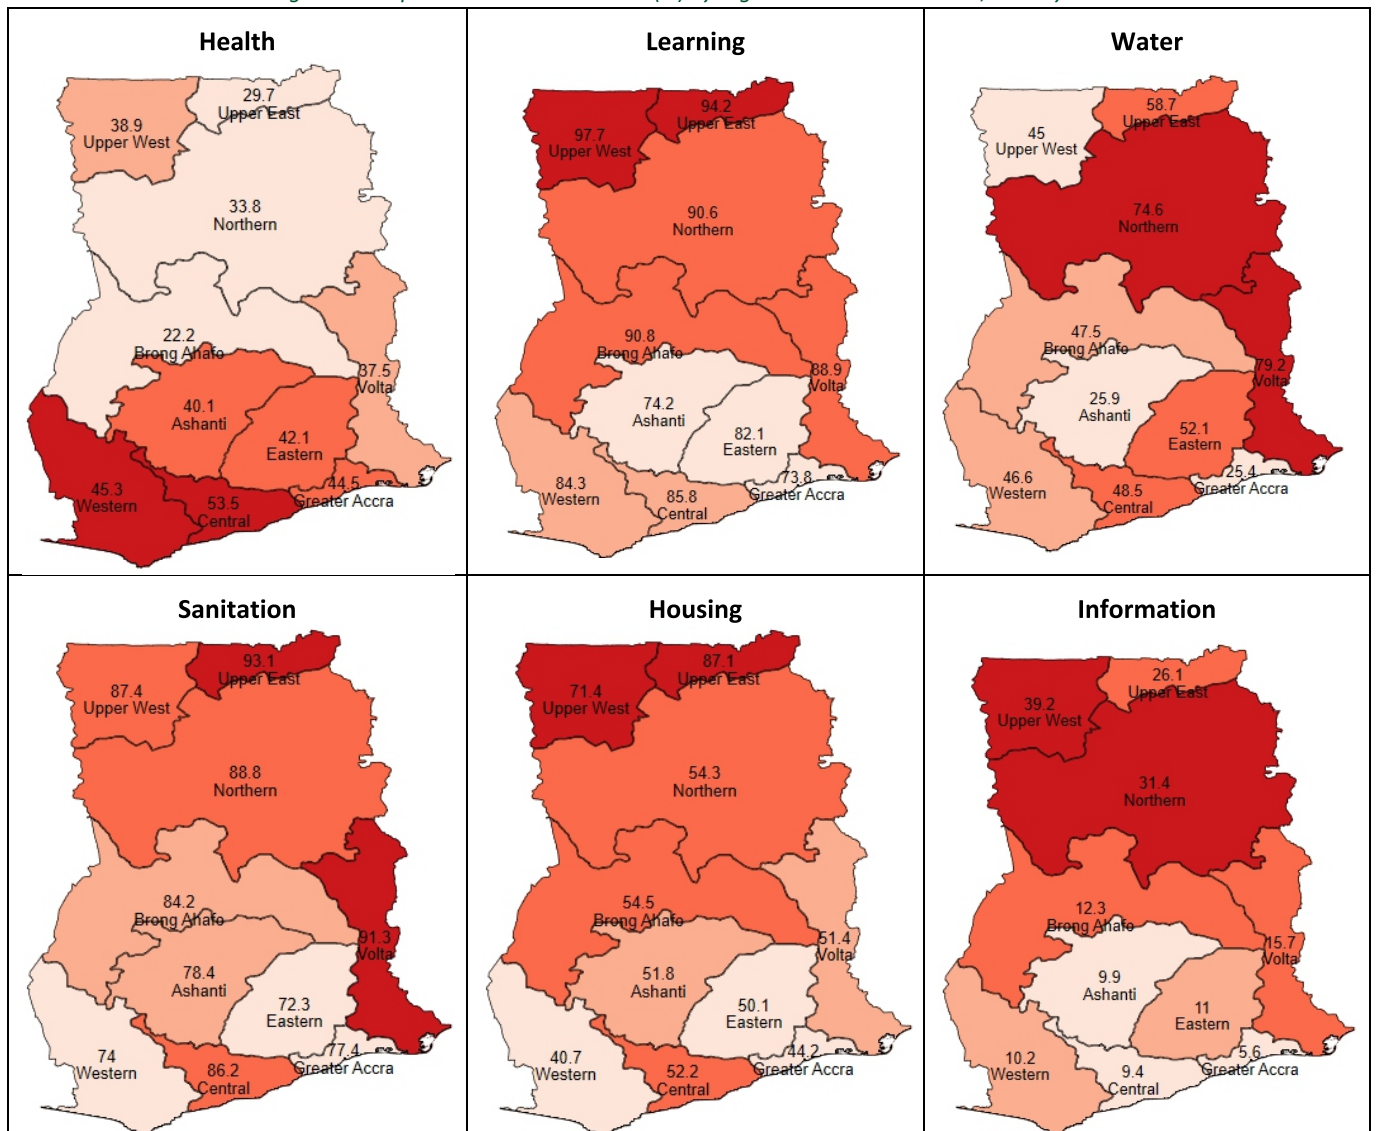 Health
29.7
Upper East
38.9
Upper West
33.8
Northern
22.2
Brong Ahafo
37.5
Volta
40.1
Ashanti
42.1
Eastern
44.5
Greater Accra
45.3
Western
53.5
Central
Learning
94.2
Upper East
97.7
Upper West
90.6
Northern
90.8
Brong Ahafo
88.9
Volta
74.2
Ashanti
82.1
Eastern
73.8
Greater Accra
84.3
Western
85.8
Central
Water
58.7
Upper East
45
Upper West
74.6
Northern
47.5
Brong Ahafo
79.2
Volta
25.9
Ashanti
52.1
Eastern
25.4
Greater Accra
46.6
Western
48.5
Central
Sanitation
93.1
Upper East
87.4
Upper West
88.8
Northern
84.2
Brong Ahafo
91.3
Volta
78.4
Ashanti
72.3
Eastern
77.4
Greater Accra
74
Western
86.2
Central
Housing
87.1
Upper East
71.4
Upper West
54.3
Northern
54.5
Brong Ahafo
51.4
Volta
51.8
Ashanti
50.1
Eastern
44.2
Greater Accra
40.7
Western
52.2
Central
Information
26.1
Upper East
39.2
Upper West
31.4
Northern
12.3
Brong Ahafo
15.7
Volta
9.9
Ashanti
11
Eastern
5.6
Greater Accra
10.2
Western
9.4
Central